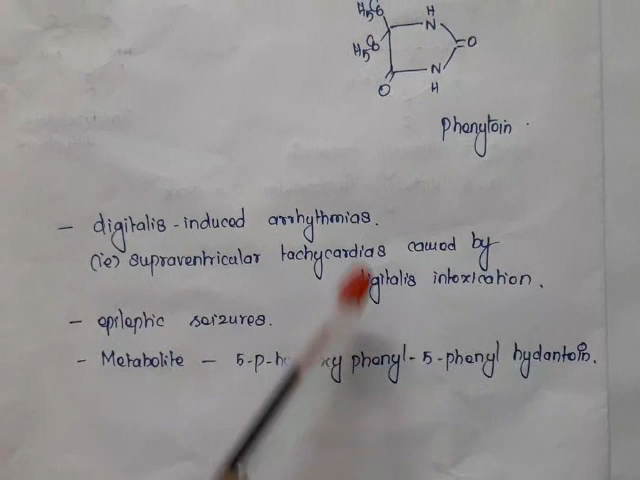 H5C6
H
N
H5C6
O
N
O
H
Phenytoin .
- digitalis - induced arrhythmias.
(ie) supraventricular tachycardias caused by
digitalis intoxication.
- epileptic seizures.
- Metabolite - phenyl - 5 - phenyl hydantoin.